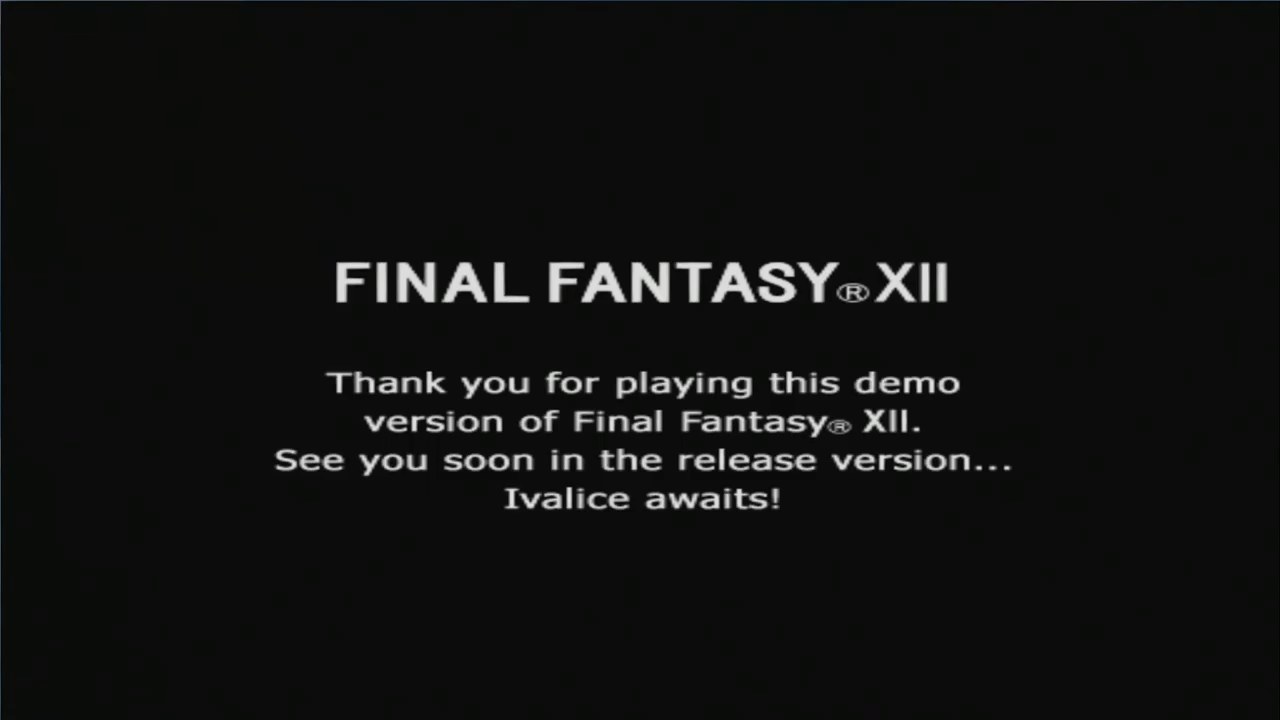 FINAL FANTASY® XII
Thank you for playing this demo
version of Final Fantasy® XII.
See you soon in the release version...
Ivalice awaits!